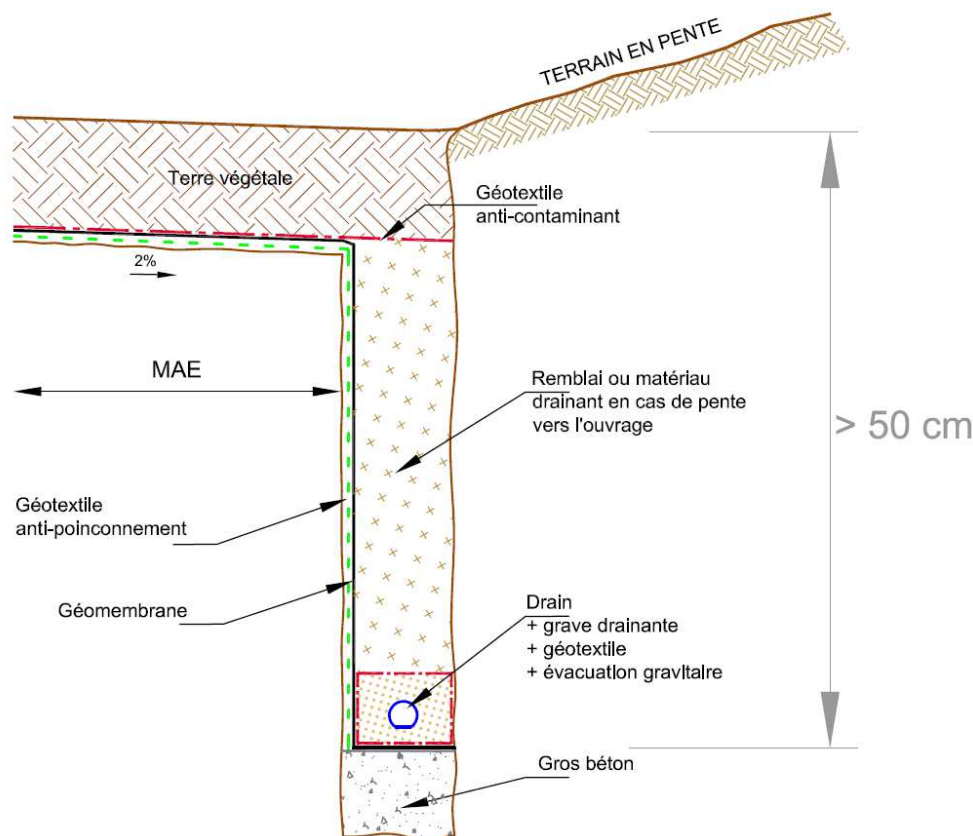 TERRAIN EN PENTE
Terre végétale
Géotextile
anti-contaminant
2%
MAE
Remblai ou matériau
drainant en cas de pente
vers l'ouvrage
> 50 cm
Géotextile
anti-poinconnement
Géomembrane
Drain
+ grave drainante
+ géotextile
+ évacuation gravitaire
Gros béton